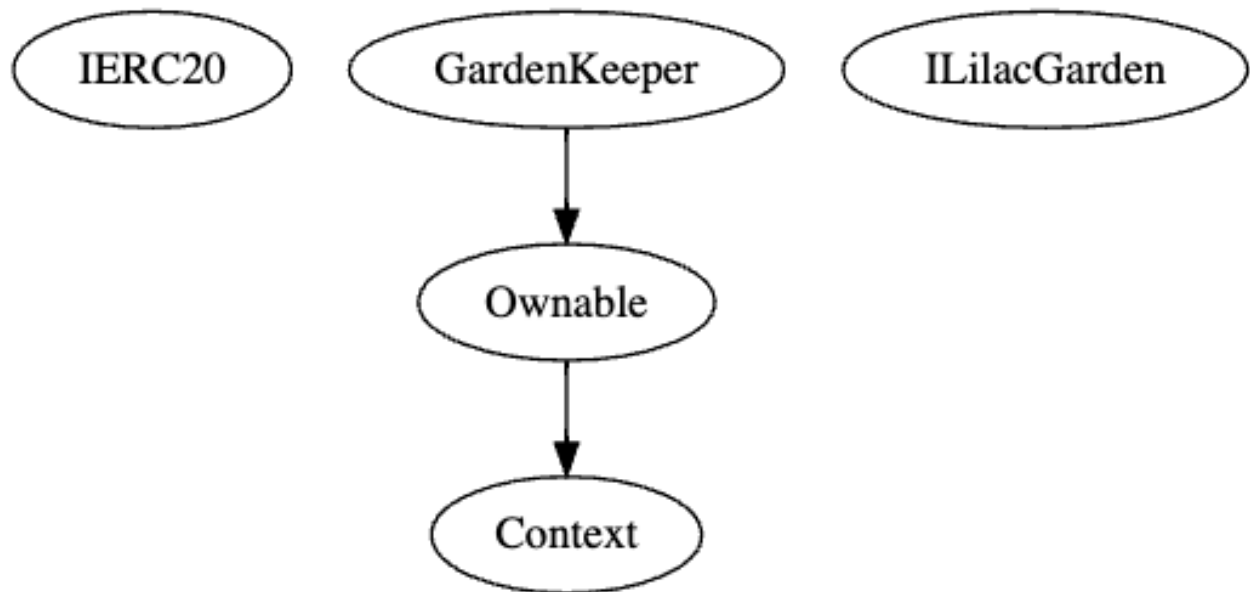 IERC20
GardenKeeper
ILilacGarden
Ownable
Context